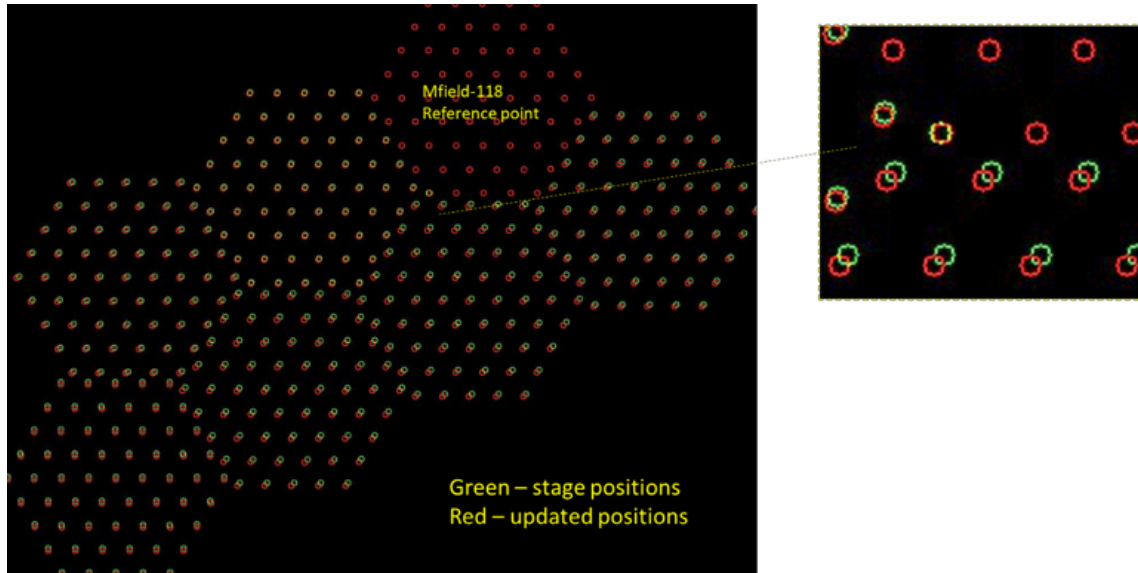 Mfield-118
Reference point
Green – stage positions
Red – updated positions